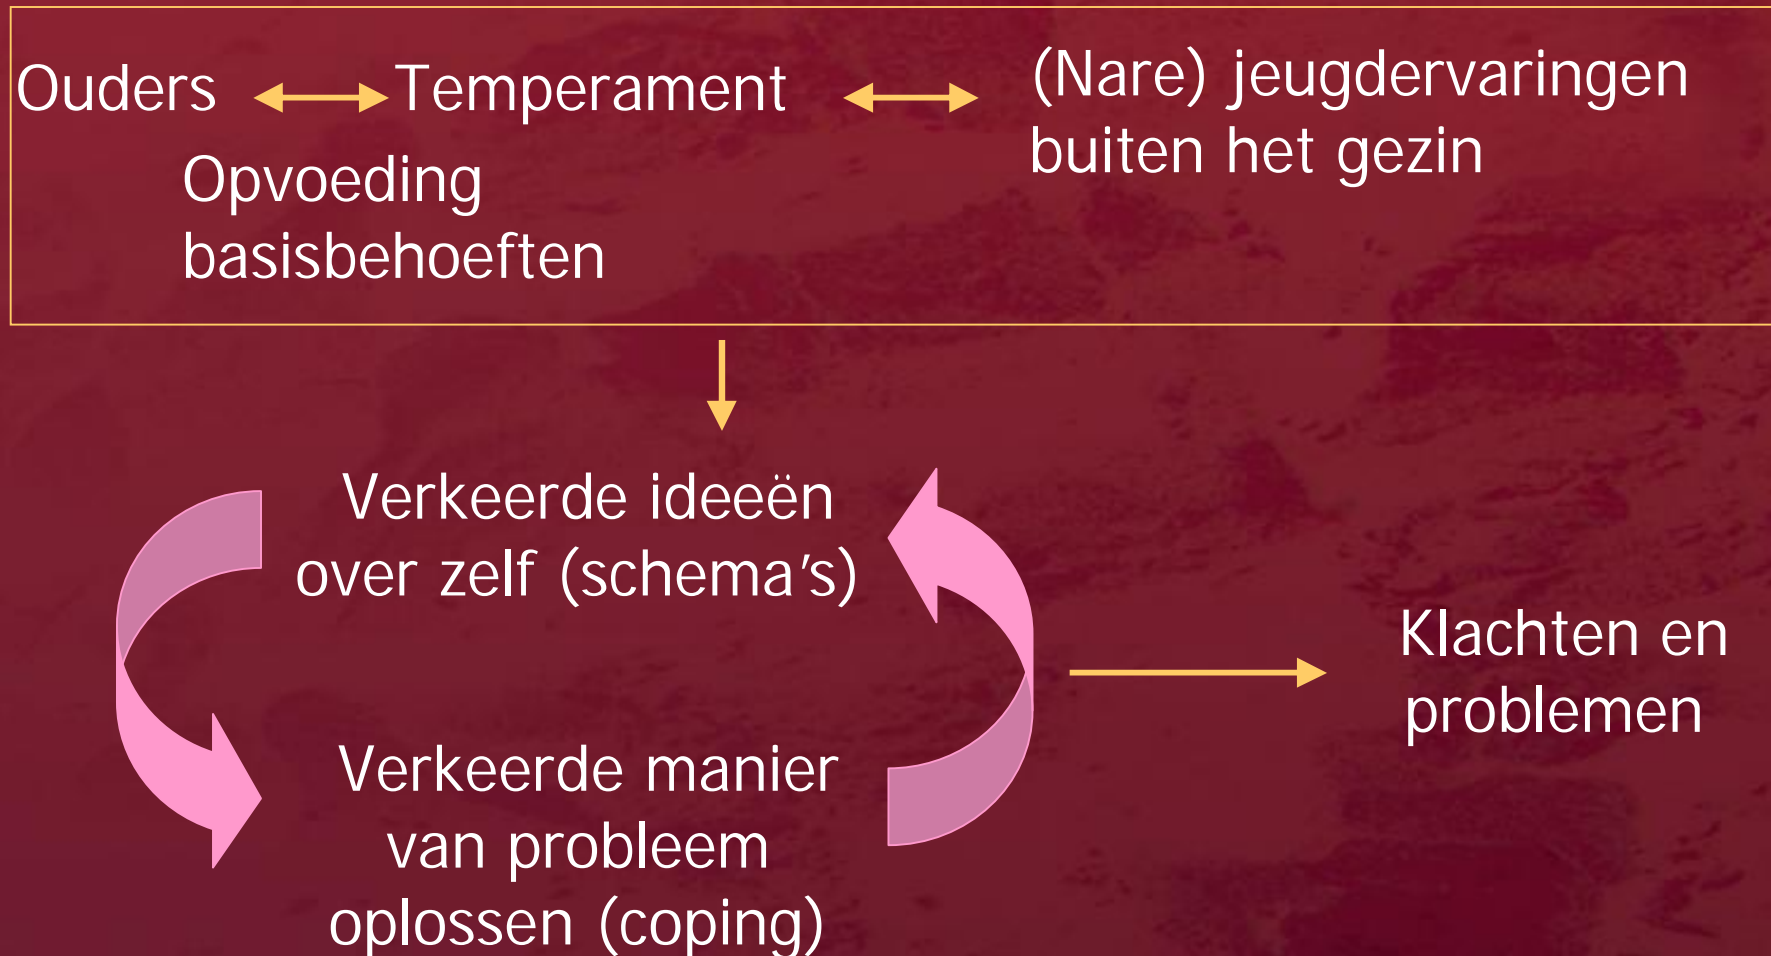 Ouders Temperament
Opvoeding
basisbehoeften
(Nare) jeugdervaringen
buiten het gezin
Verkeerde ideeën
over zelf (schema's)
Verkeerde manier
van probleem
oplossen (coping)
Klachten en
problemen